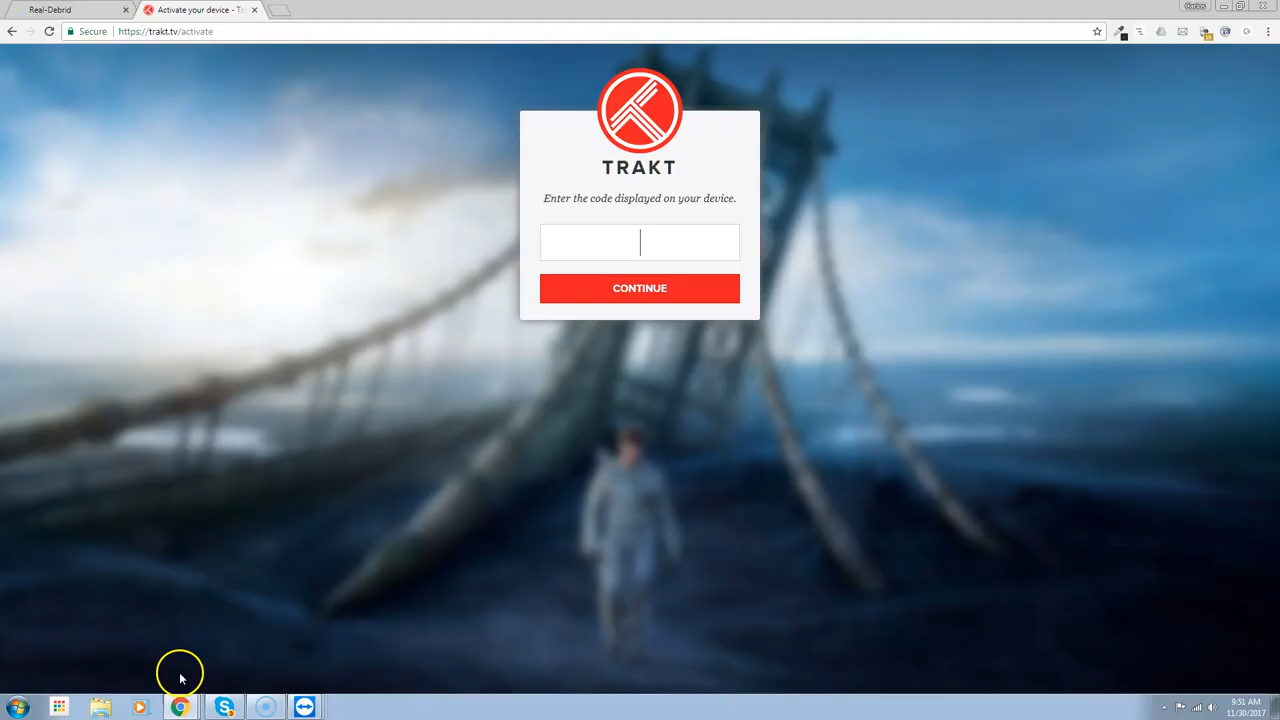 Real-Debrid
Activate your device - Tr
Carlos
Secure
https://trakt.tv/activate
TRAKT
Enter the code displayed on your device.
CONTINUE
9:51 AM
11/30/2017